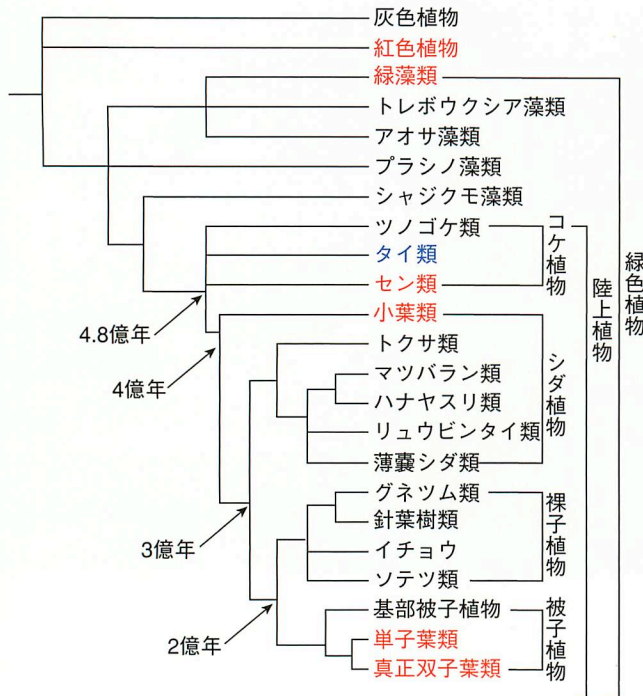 灰色植物
紅色植物
緑藻類
トレボウクシア藻類
アオサ藻類
プラシノ藻類
シャジクモ藻類
ツノゴケ類
タイ類
セン類
小葉類
トクサ類
マツバラン類
ハナヤスリ類
リュウビンタイ類
薄嚢シダ類
グネツム類
針葉樹類
イチョウ
ソテツ類
基部被子植物
単子葉類
真正双子葉類
4.8億年
4億年
3億年
2億年
コケ植物
シダ植物
裸子植物
被子植物
陸上植物
緑色植物